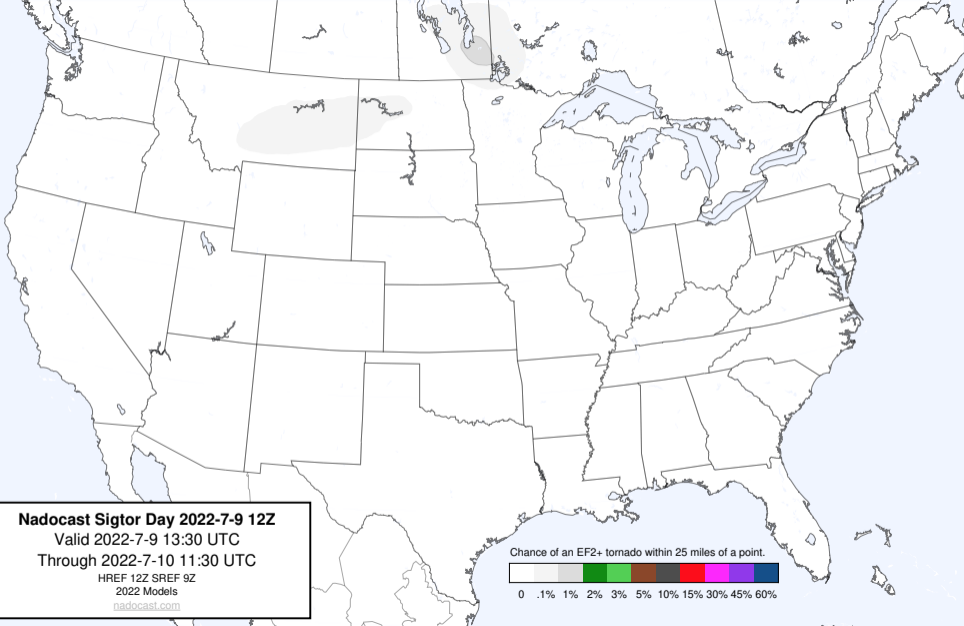 Nadocast Sigtor Day 2022-7-9 12Z
Valid 2022-7-9 13:30 UTC
Through 2022-7-10 11:30 UTC
HREF 12Z SREF 9Z
2022 Models
nadocast.com
Chance of an EF2+ tornado within 25 miles of a point.
0 .1% 1% 2% 3% 5% 10% 15% 30% 45% 60%